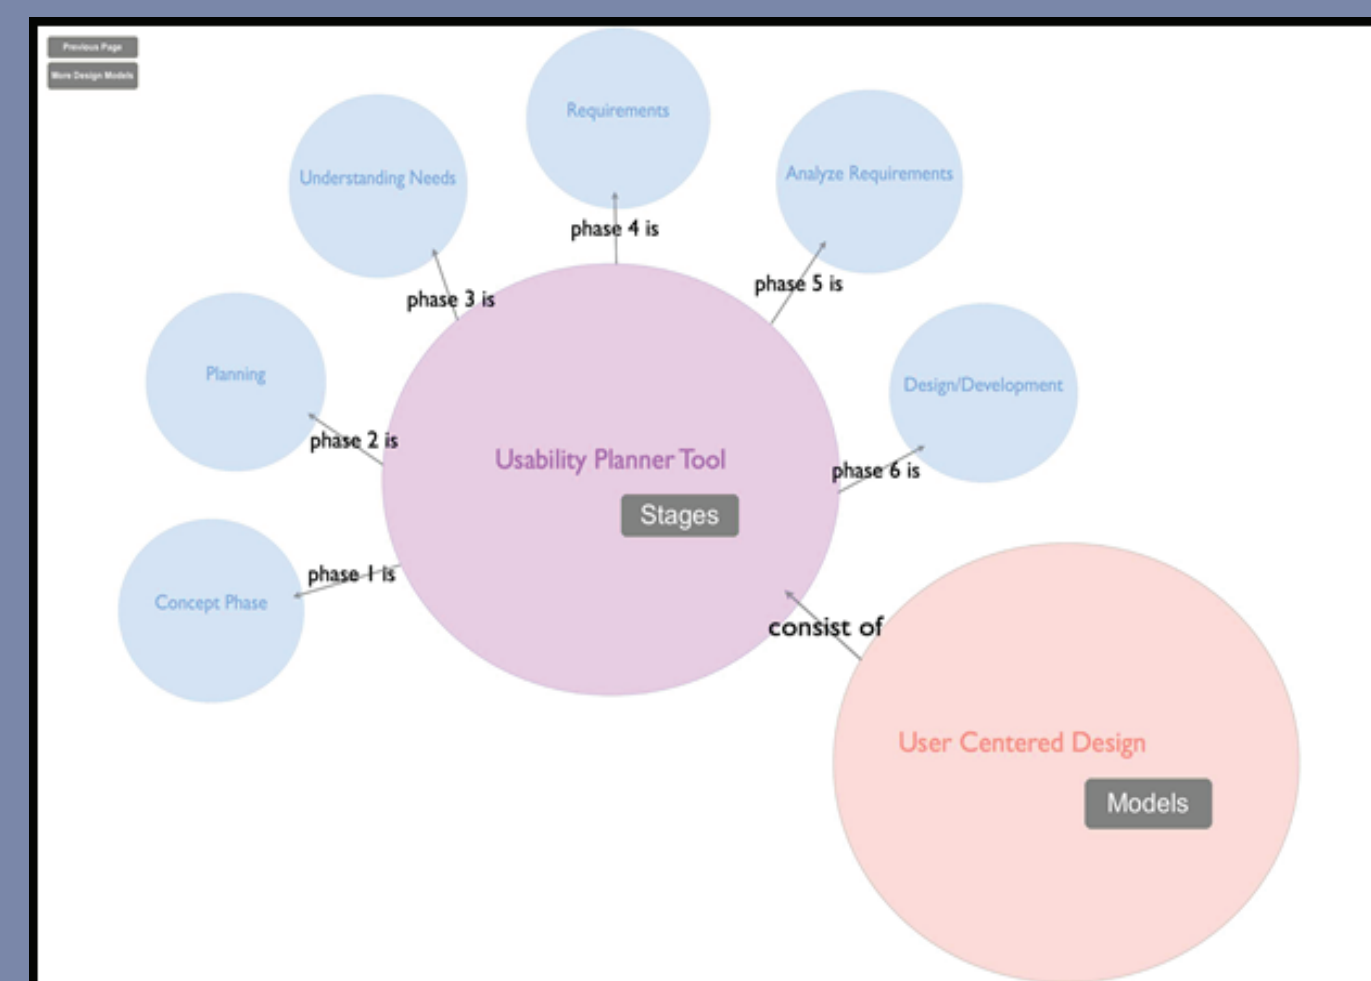 Previous Page
More Design Models
Requirements
Understanding Needs
Analyze Requirements
phase 4 is
phase 5 is
phase 3 is
Planning
Design/Development
phase 2 is
Usability Planner Tool
phase 6 is
Stages
phase 1 is
Concept Phase
consist of
User Centered Design
Models